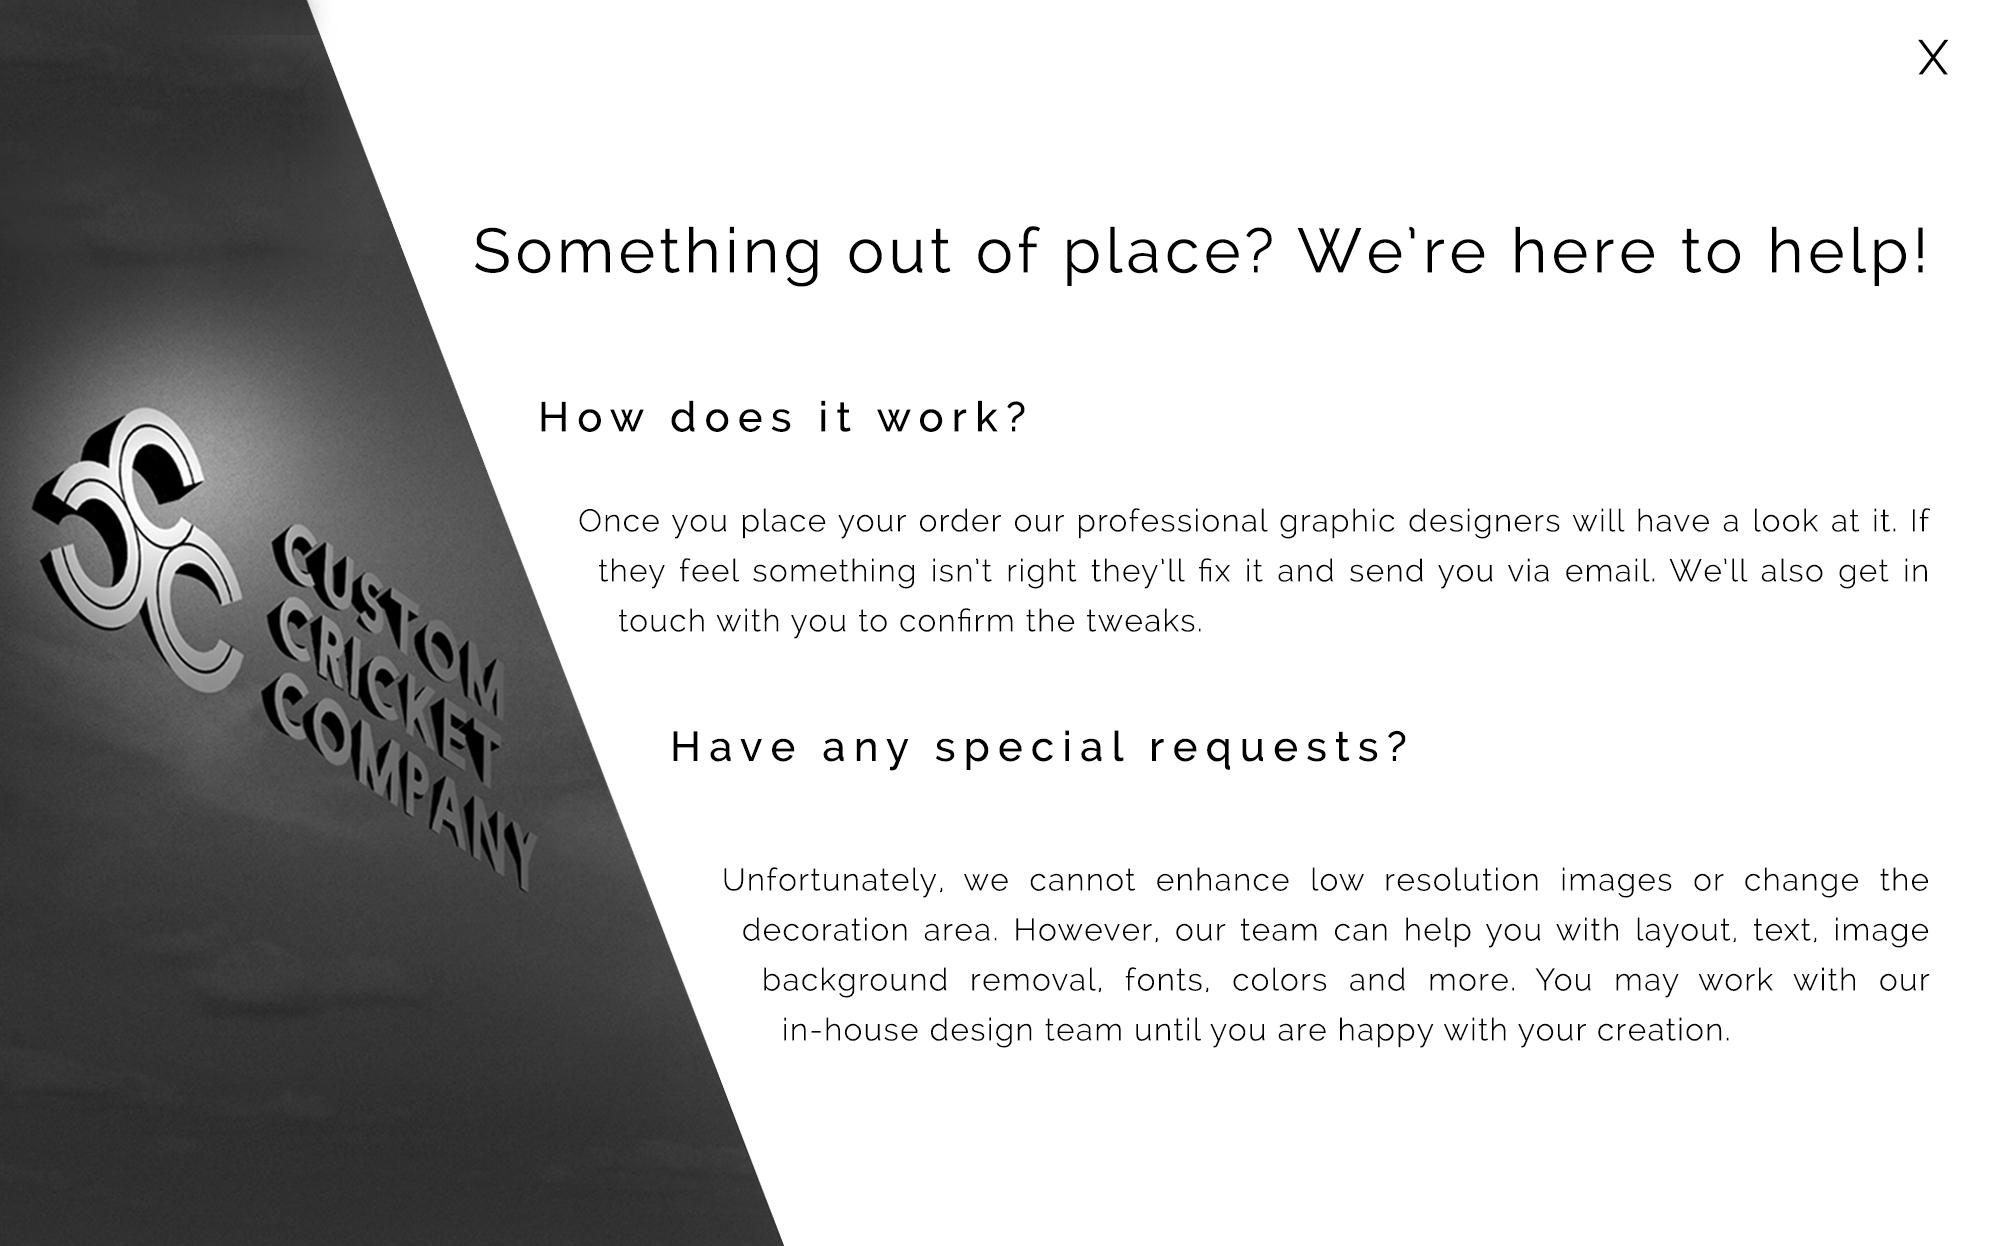 X
Something out of place? We're here to help!
How does it work?
Once you place your order our professional graphic designers will have a look at it. If
they feel something isn't right they'll fix it and send you via email. We'll also get in
touch with you to confirm the tweaks.
Have any special requests?
Unfortunately, we cannot enhance low resolution images or change the
decoration area. However, our team can help you with layout, text, image
background removal, fonts, colors and more. You may work with our
in-house design team until you are happy with your creation.
CCC
CUSTOM
CRICKET
COMPANY